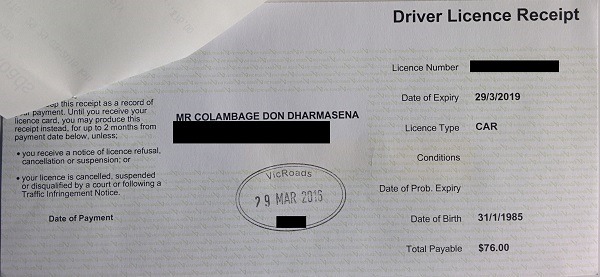 Driver Licence Receipt
Licence Number
Date of Expiry 29/3/2019
Licence Type CAR
Conditions
Date of Prob. Expiry
Date of Birth 31/1/1985
Total Payable $76.00
this receipt as a record of
payment. Until you receive your
licence card, you may produce this
receipt instead, for up to 2 months from
payment date below, unless;
• you receive a notice of licence refusal,
cancellation or suspension; or
• your licence is cancelled, suspended
or disqualified by a court or following a
Traffic Infringement Notice.
Date of Payment
MR COLAMBAGE DON DHARMASENA
VicRoads
29 MAR 2016